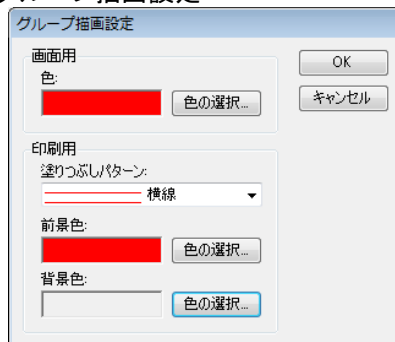 グループ描画設定
画面用
色:
色の選択...
OK
キャンセル
印刷用
塗りつぶしパターン:
横線
前景色:
色の選択...
背景色:
色の選択...